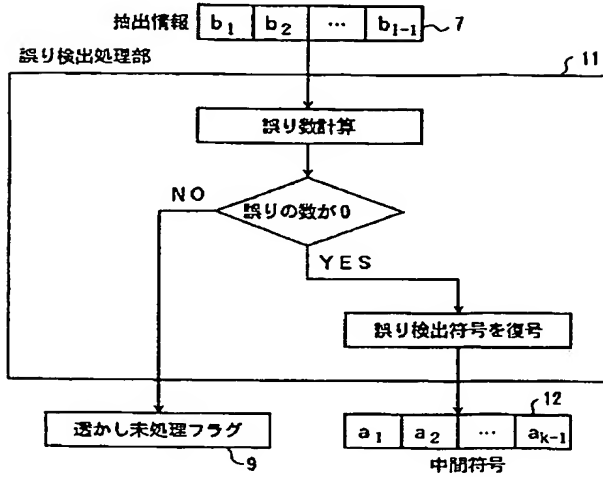 抽出情報 b1 b2 … bl-1 7
誤り検出処理部 11
誤り数計算
NO
誤りの数が0
YES
誤り検出符号を復号
12
透かし未処理フラグ a1 a2 … ak-1
9 中間符号